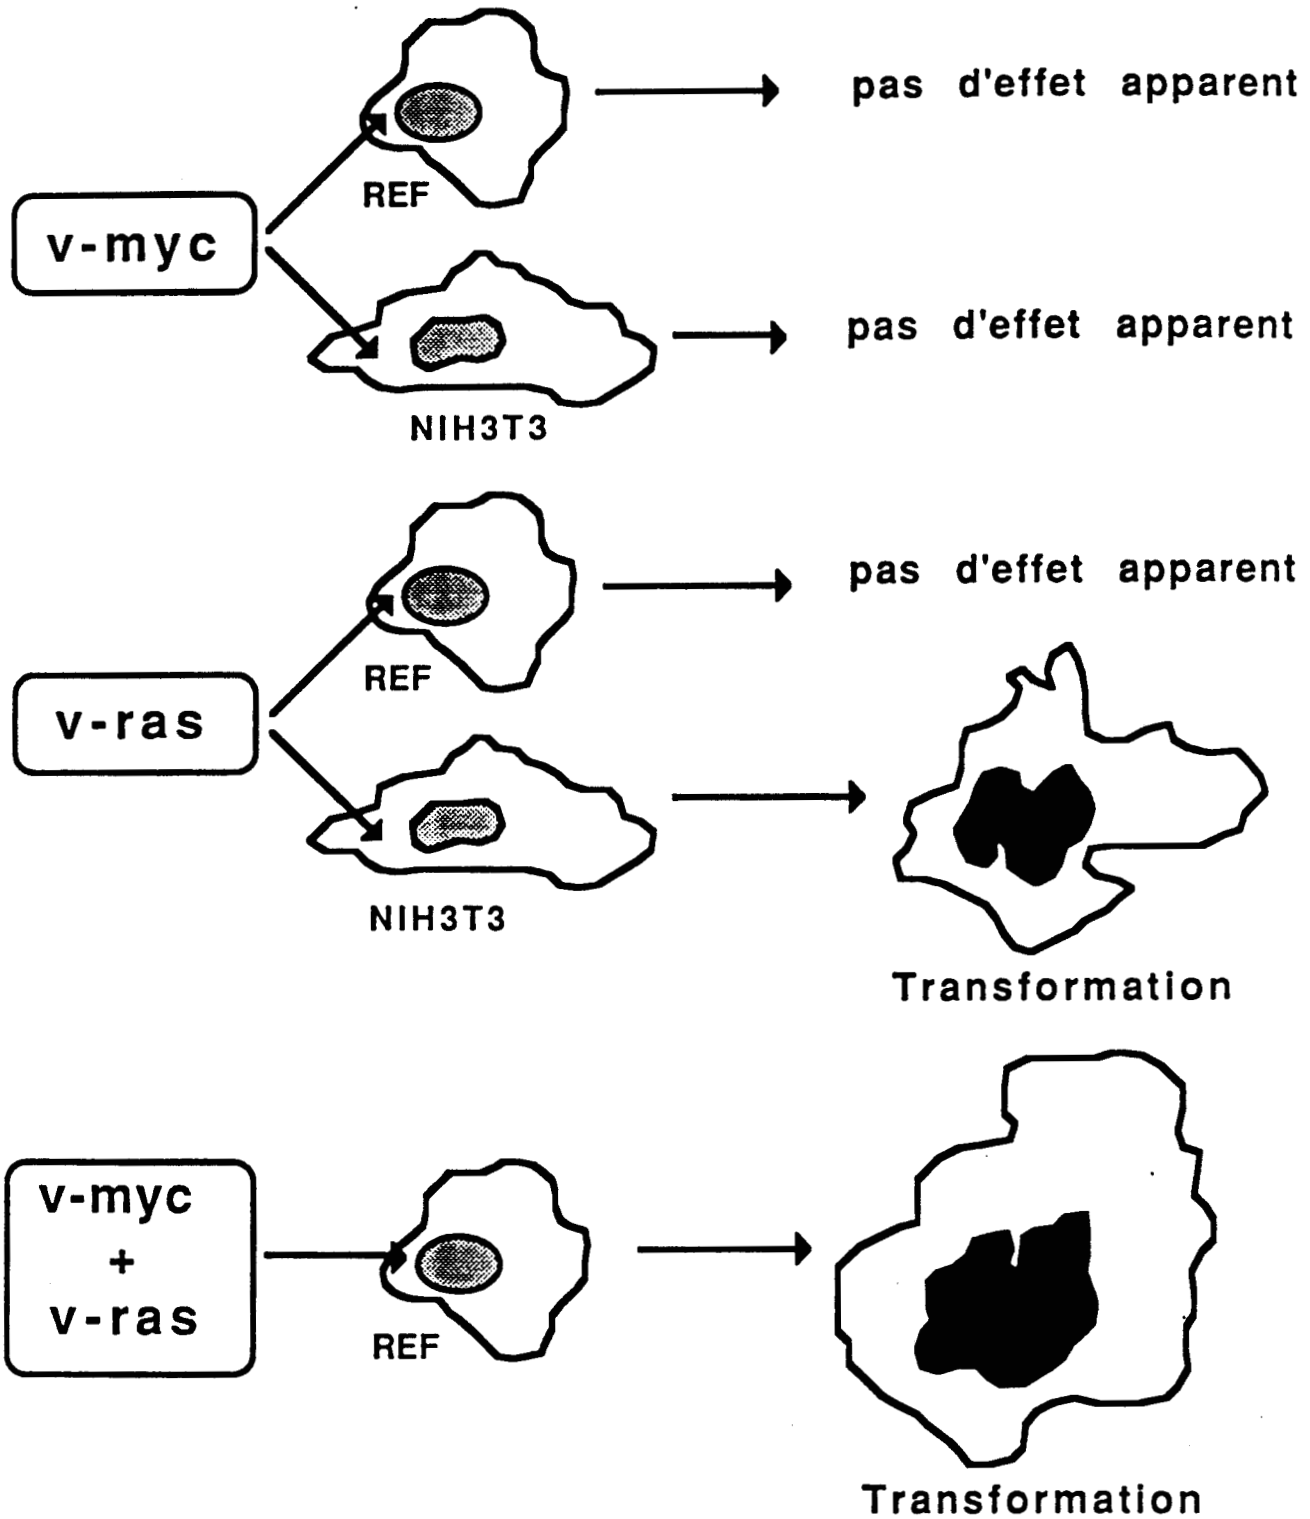 pas d'effet apparent
REF
v-myc
pas d'effet apparent
NIH3T3
pas d'effet apparent
REF
v-ras
NIH3T3
Transformation
v-myc
+
v-ras
REF
Transformation